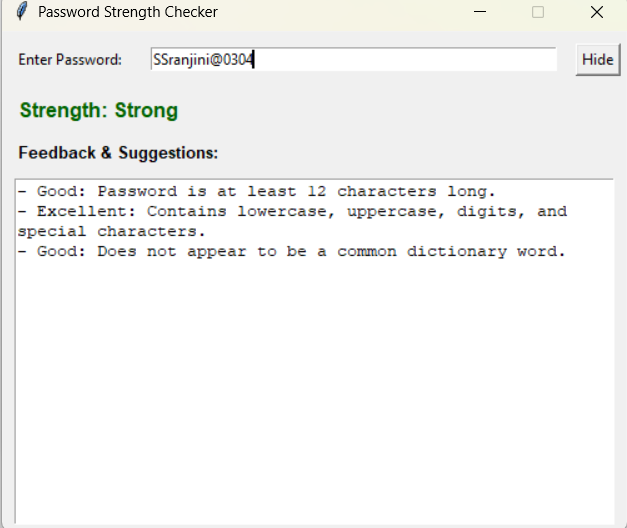 Password Strength Checker
Enter Password: SSranjini@0304 Hide
Strength: Strong
Feedback & Suggestions:
- Good: Password is at least 12 characters long.
- Excellent: Contains lowercase, uppercase, digits, and
special characters.
- Good: Does not appear to be a common dictionary word.